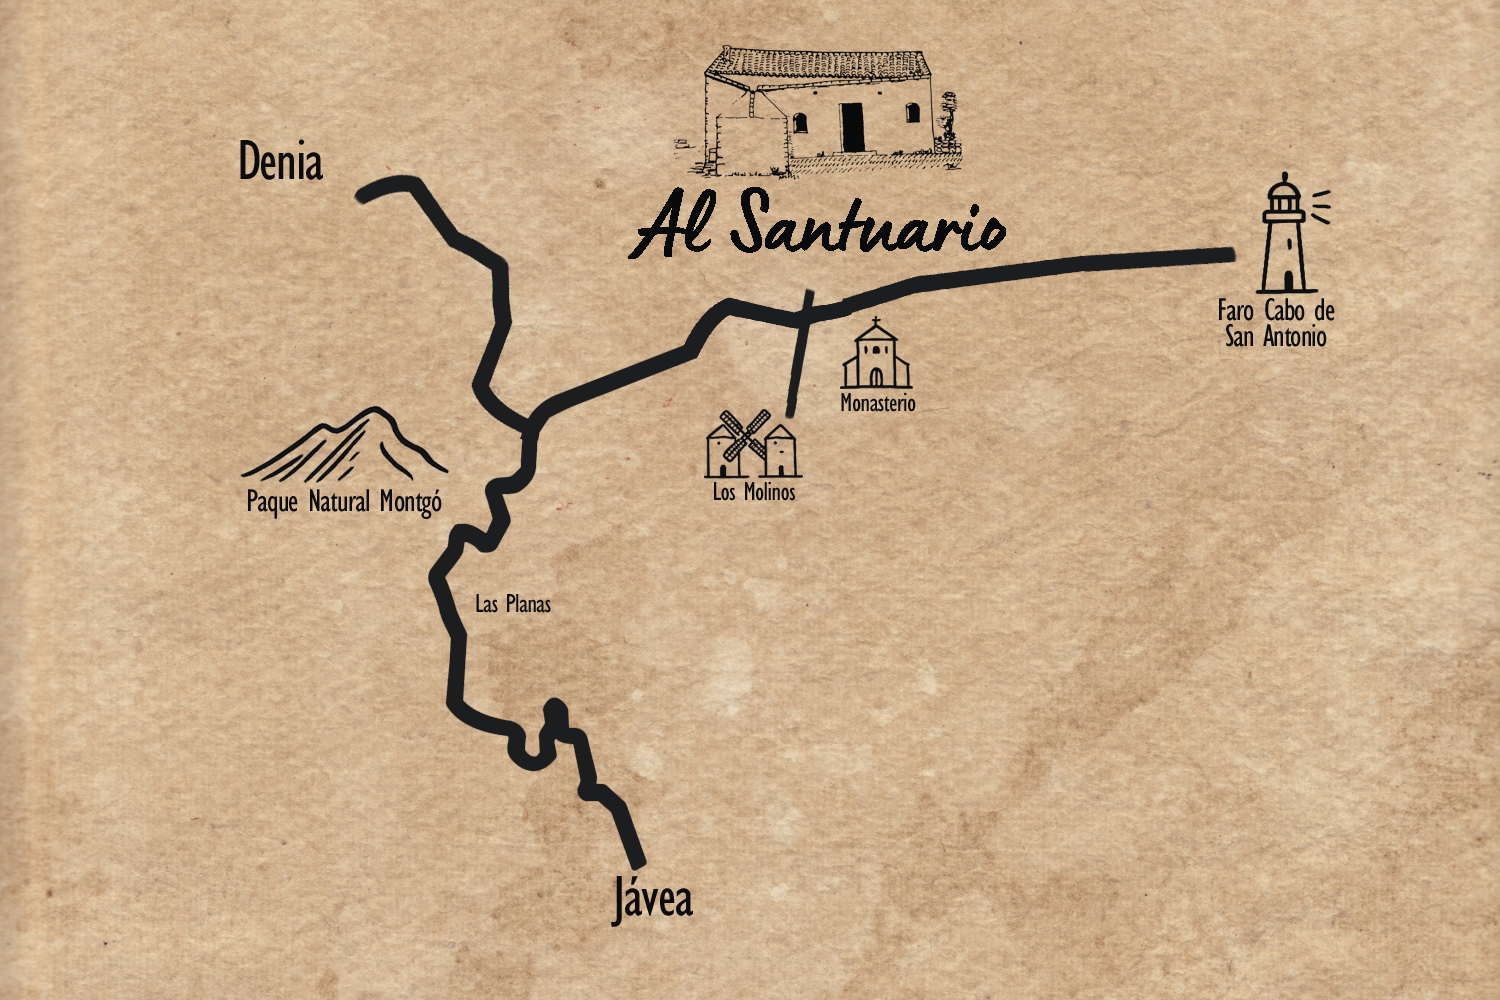 Denia
Al Santuario
Faro Cabo de
San Antonio
Monasterio
Paque Natural Montgó
Los Molinos
Las Planas
Jávea